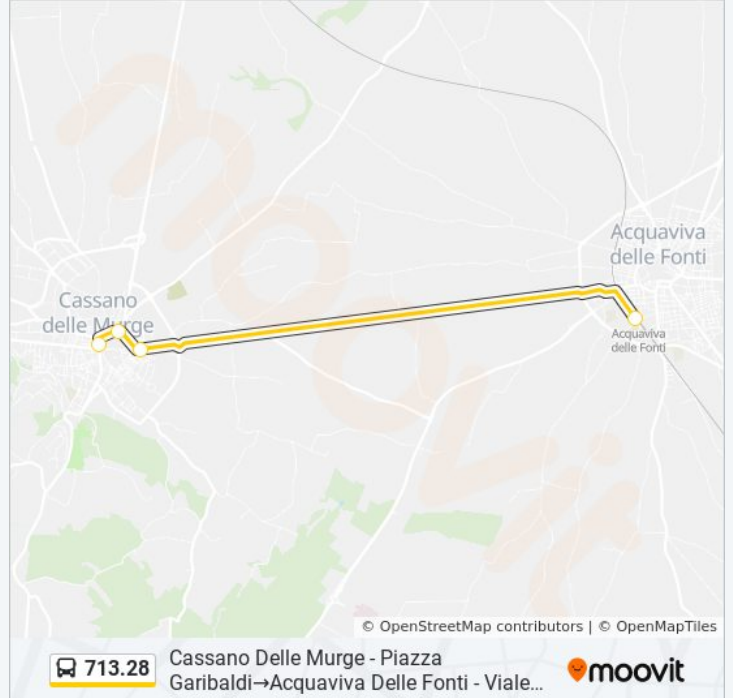 Acquaviva
delle Fonti
Cassano
delle Murge
Acquaviva
delle Fonti
moovit
© OpenStreetMap contributors | © OpenMapTiles
713.28
Cassano Delle Murge - Piazza
Garibaldi→Acquaviva Delle Fonti - Viale...
moovit